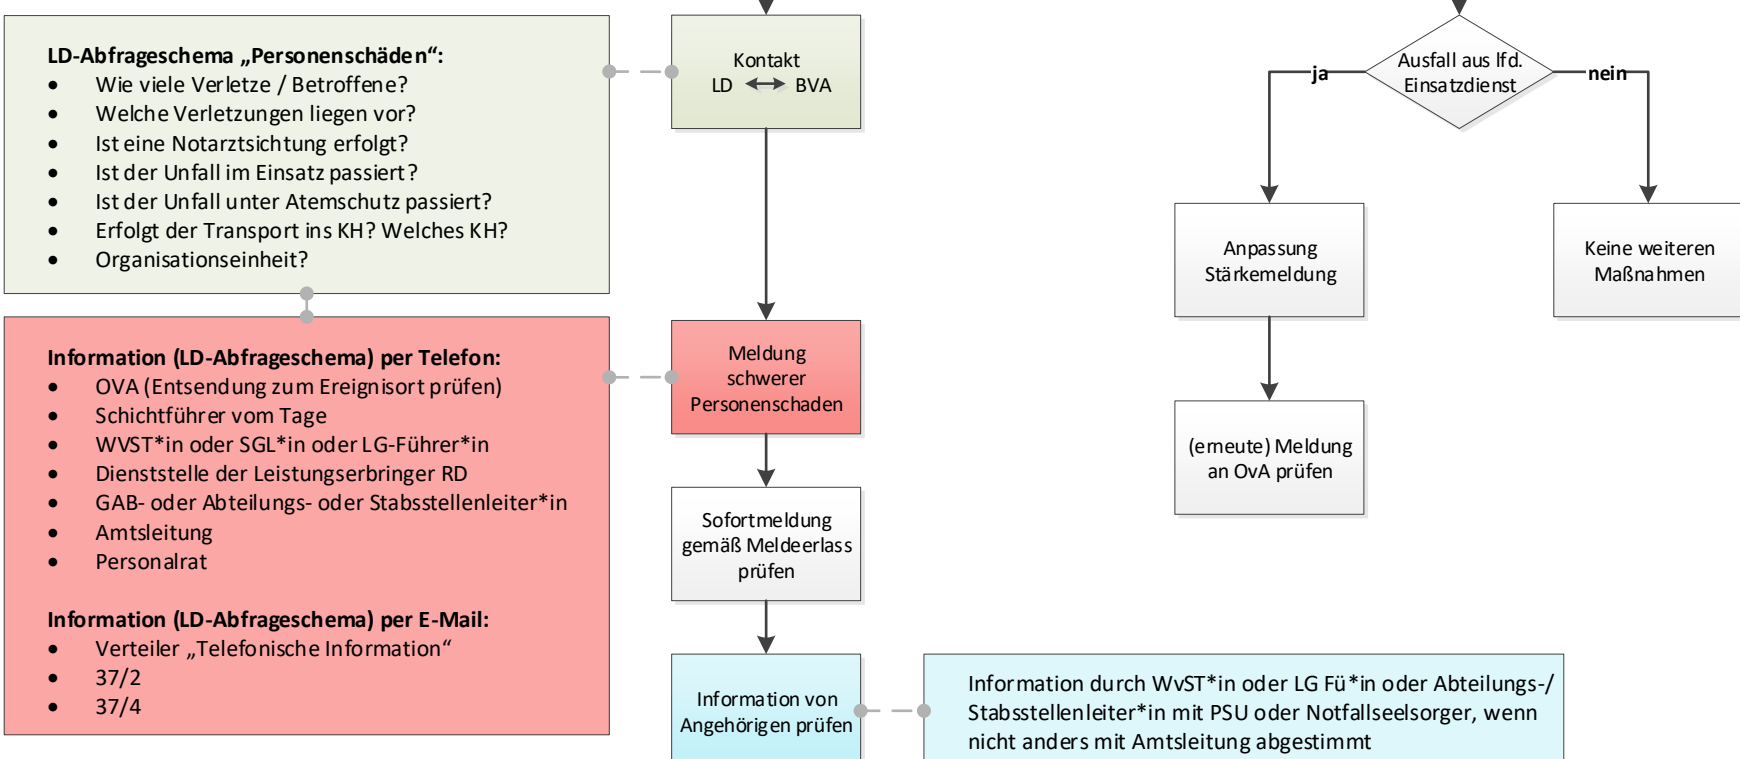 LD-Abfrageschema „Personenschäden“:
• Wie viele Verletze / Betroffene?
• Welche Verletzungen liegen vor?
• Ist eine Notarztsichtung erfolgt?
• Ist der Unfall im Einsatz passiert?
• Ist der Unfall unter Atemschutz passiert?
• Erfolgt der Transport ins KH? Welches KH?
• Organisationseinheit?
Information (LD-Abfrageschema) per Telefon:
• OVA (Entsendung zum Ereignisort prüfen)
• Schichtführer vom Tage
• WVST*in oder SGL*in oder LG-Führer*in
• Dienststelle der Leistungserbringer RD
• GAB- oder Abteilungs- oder Stabsstellenleiter*in
• Amtsleitung
• Personalrat
Information (LD-Abfrageschema) per E-Mail:
• Verteiler „Telefonische Information“
• 37/2
• 37/4
Kontakt
LD BVA
Meldung
schwerer
Personenschaden
Sofortmeldung
gemäß Meldeerlass
prüfen
Information von
Angehörigen prüfen
Information durch WvST*in oder LG Fü*in oder Abteilungs-/
Stabsstellenleiter*in mit PSU oder Notfallseelsorger, wenn
nicht anders mit Amtsleitung abgestimmt
Ausfall aus lfd.
Einsatzdienst
ja
nein
Anpassung
Stärkemeldung
Keine weiteren
Maßnahmen
(erneute) Meldung
an OvA prüfen